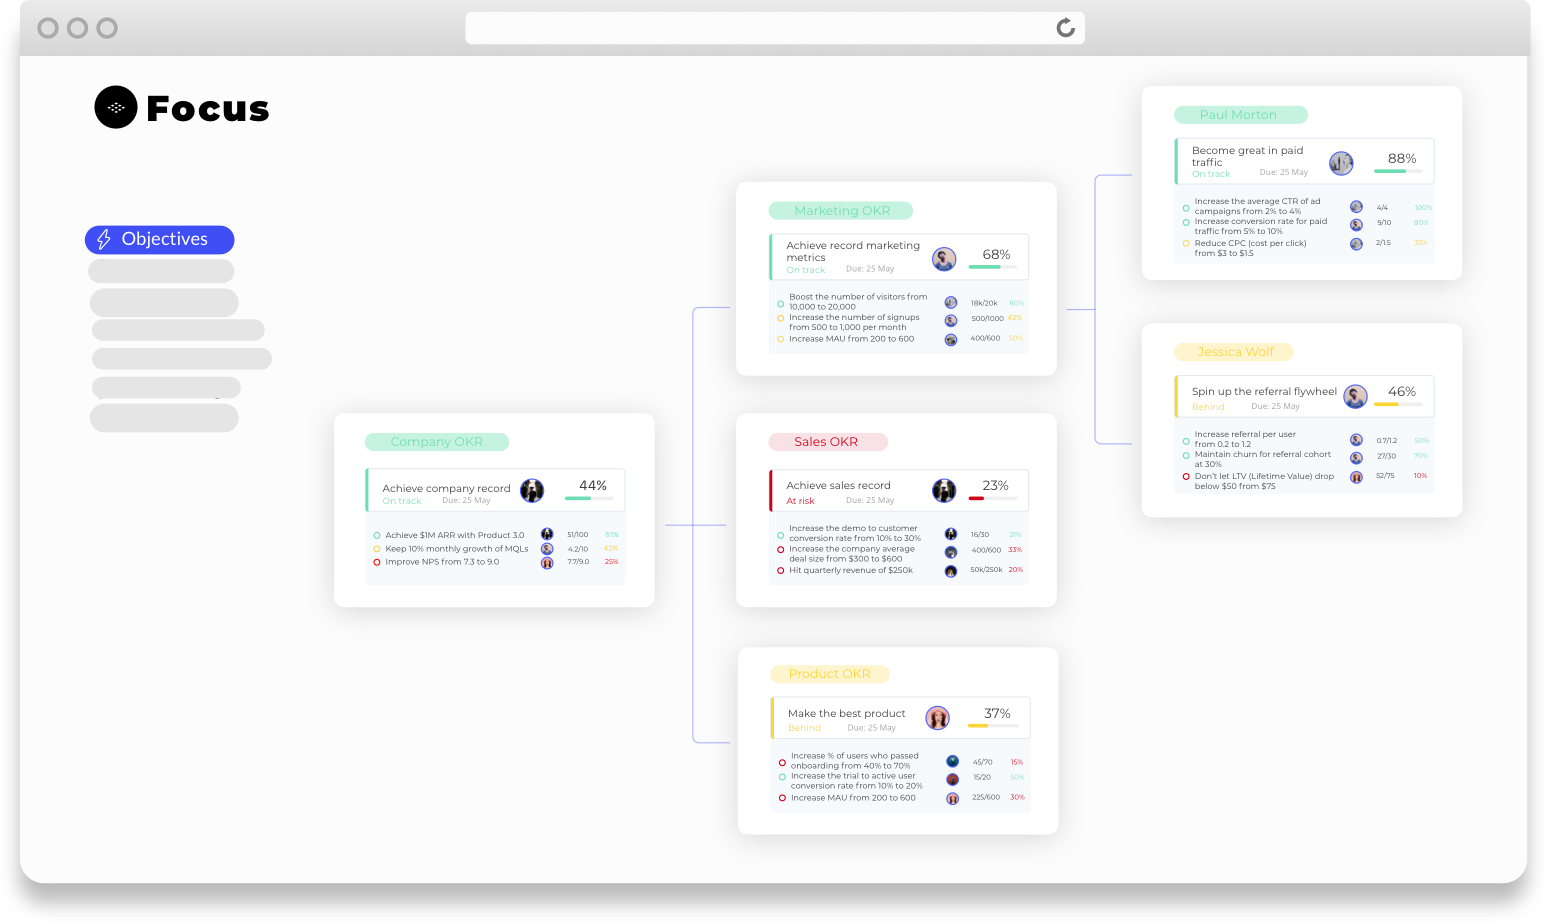 Focus
Objectives
Company OKR
Achieve company record
44%
On track
Due: 25 May
Achieve $1M ARR with Product 3.0
51/100
51%
Keep 10% monthly growth of MQLs
4.2/10
42%
Improve NPS from 7.3 to 9.0
7.7/9.0
25%
Marketing OKR
Achieve record marketing
metrics
68%
On track
Due: 25 May
Boost the number of visitors from
10,000 to 20,000
18k/20k
80%
Increase the number of signups
from 500 to 1,000 per month
500/1000
42%
Increase MAU from 200 to 600
400/600
50%
Sales OKR
Achieve sales record
23%
At risk
Due: 25 May
Increase the demo to customer
conversion rate from 10% to 30%
16/30
21%
Increase the company average
deal size from $300 to $600
400/600
33%
Hit quarterly revenue of $250k
50k/250k
20%
Product OKR
Make the best product
37%
Behind
Due: 25 May
Increase % of users who passed
onboarding from 40% to 70%
45/70
15%
Increase the trial to active user
conversion rate from 10% to 20%
15/20
50%
Increase MAU from 200 to 600
225/600
30%
Paul Morton
Become great in paid
traffic
88%
On track
Due: 25 May
Increase the average CTR of ad
campaigns from 2% to 4%
4/4
100%
Increase conversion rate for paid
traffic from 5% to 10%
9/10
80%
Reduce CPC (cost per click)
from $3 to $1.5
2/1.5
33%
Jessica Wolf
Spin up the referral flywheel
46%
Behind
Due: 25 May
Increase referral per user
from 0.2 to 1.2
0.7/1.2
50%
Maintain churn for referral cohort
at 30%
27/30
70%
Don't let LTV (Lifetime Value) drop
below $50 from $75
52/75
10%